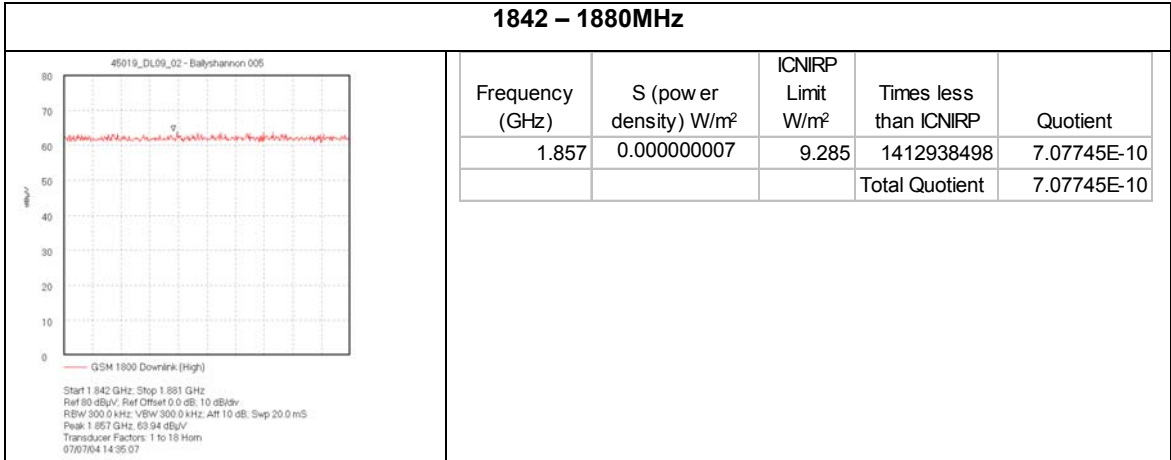 1842 – 1880MHz
45019_DL09_02 - Ballyshannon 005
80
70
60
50
40
30
20
10
0
dBµV
GSM 1800 Downlink (High)
Start 1.842 GHz; Stop 1.881 GHz
Ref 80 dBµV; Ref Offset 0.0 dB; 10 dB/div
RBW 300.0 kHz; VBW 300.0 kHz; Att 10 dB; Swp 20.0 mS
Peak 1.857 GHz, 63.94 dBµV
Transducer Factors: 1 to 18 Horn
07/07/04 14:35:07
Frequency (GHz) S (pow er density) W/m² ICNIRP Limit W/m² Times less than ICNIRP Quotient
1.857 0.000000007 9.285 1412938498 7.07745E-10
Total Quotient 7.07745E-10